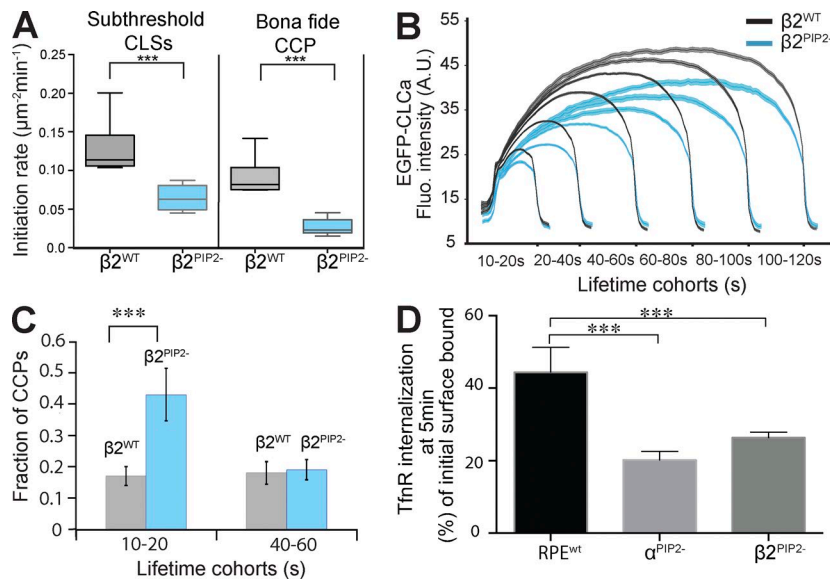 A
Subthreshold
CLSs
Bona fide
CCP
***
***
Initiation rate (µm⁻²min⁻¹)
0.25
0.20
0.15
0.10
0.05
0.0
β2ᵂᵀ
β2ᴾᴵᴾ²⁻
β2ᵂᵀ
β2ᴾᴵᴾ²⁻
B
β2ᵂᵀ
β2ᴾᴵᴾ²⁻
EGFP-CLCa
Fluo. intensity (A.U.)
55
45
35
25
15
5
10-20s
20-40s
40-60s
60-80s
80-100s
100-120s
Lifetime cohorts (s)
C
***
Fraction of CCPs
0.6
0.5
0.4
0.3
0.2
0.1
0
β2ᵂᵀ
β2ᴾᴵᴾ²⁻
β2ᵂᵀ
β2ᴾᴵᴾ²⁻
10-20
40-60
Lifetime cohorts (s)
D
***
***
TfnR internalization
at 5min
(%) of initial surface bound
60
40
20
0
RPEʷᵗ
αᴾᴵᴾ²⁻
β2ᴾᴵᴾ²⁻